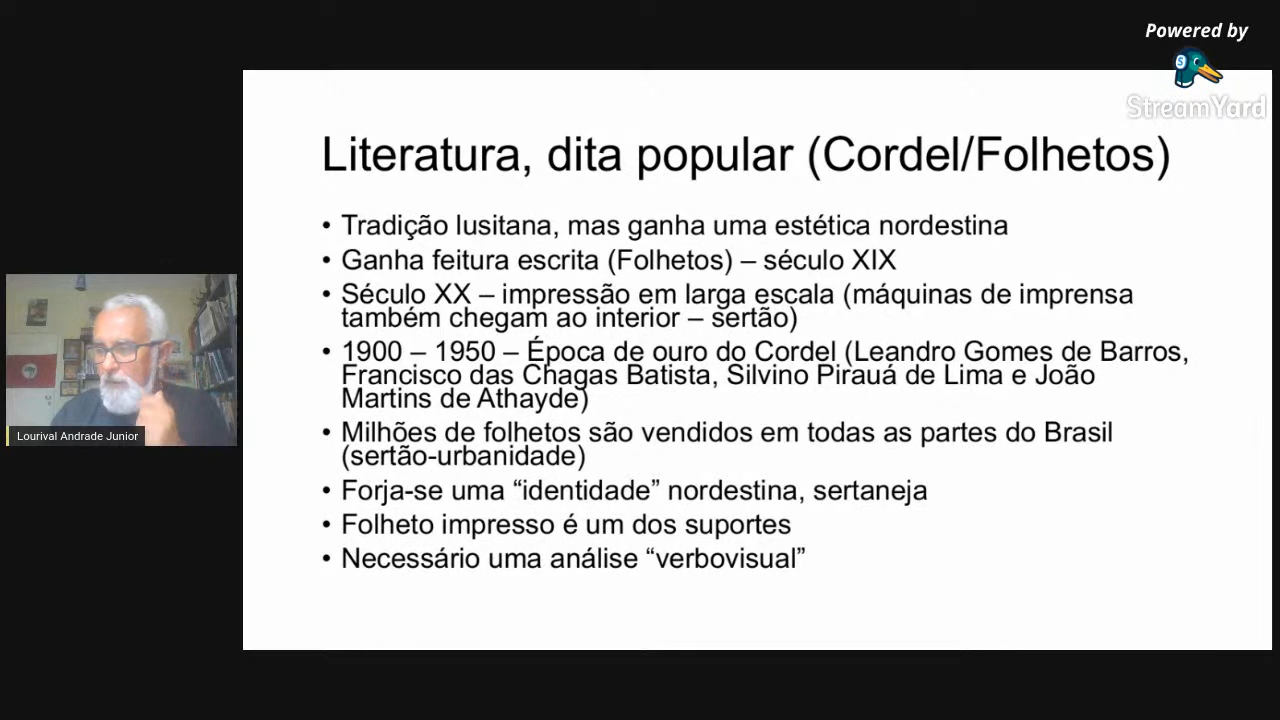 Powered by
StreamYard
Literatura, dita popular (Cordel/Folhetos)
• Tradição lusitana, mas ganha uma estética nordestina
• Ganha feitura escrita (Folhetos) – século XIX
• Século XX – impressão em larga escala (máquinas de imprensa
também chegam ao interior – sertão)
• 1900 – 1950 – Época de ouro do Cordel (Leandro Gomes de Barros,
Francisco das Chagas Batista, Silvino Pirauá de Lima e João
Martins de Athayde)
• Milhões de folhetos são vendidos em todas as partes do Brasil
(sertão-urbanidade)
• Forja-se uma “identidade” nordestina, sertaneja
• Folheto impresso é um dos suportes
• Necessário uma análise “verbovisual”
Lourival Andrade Junior